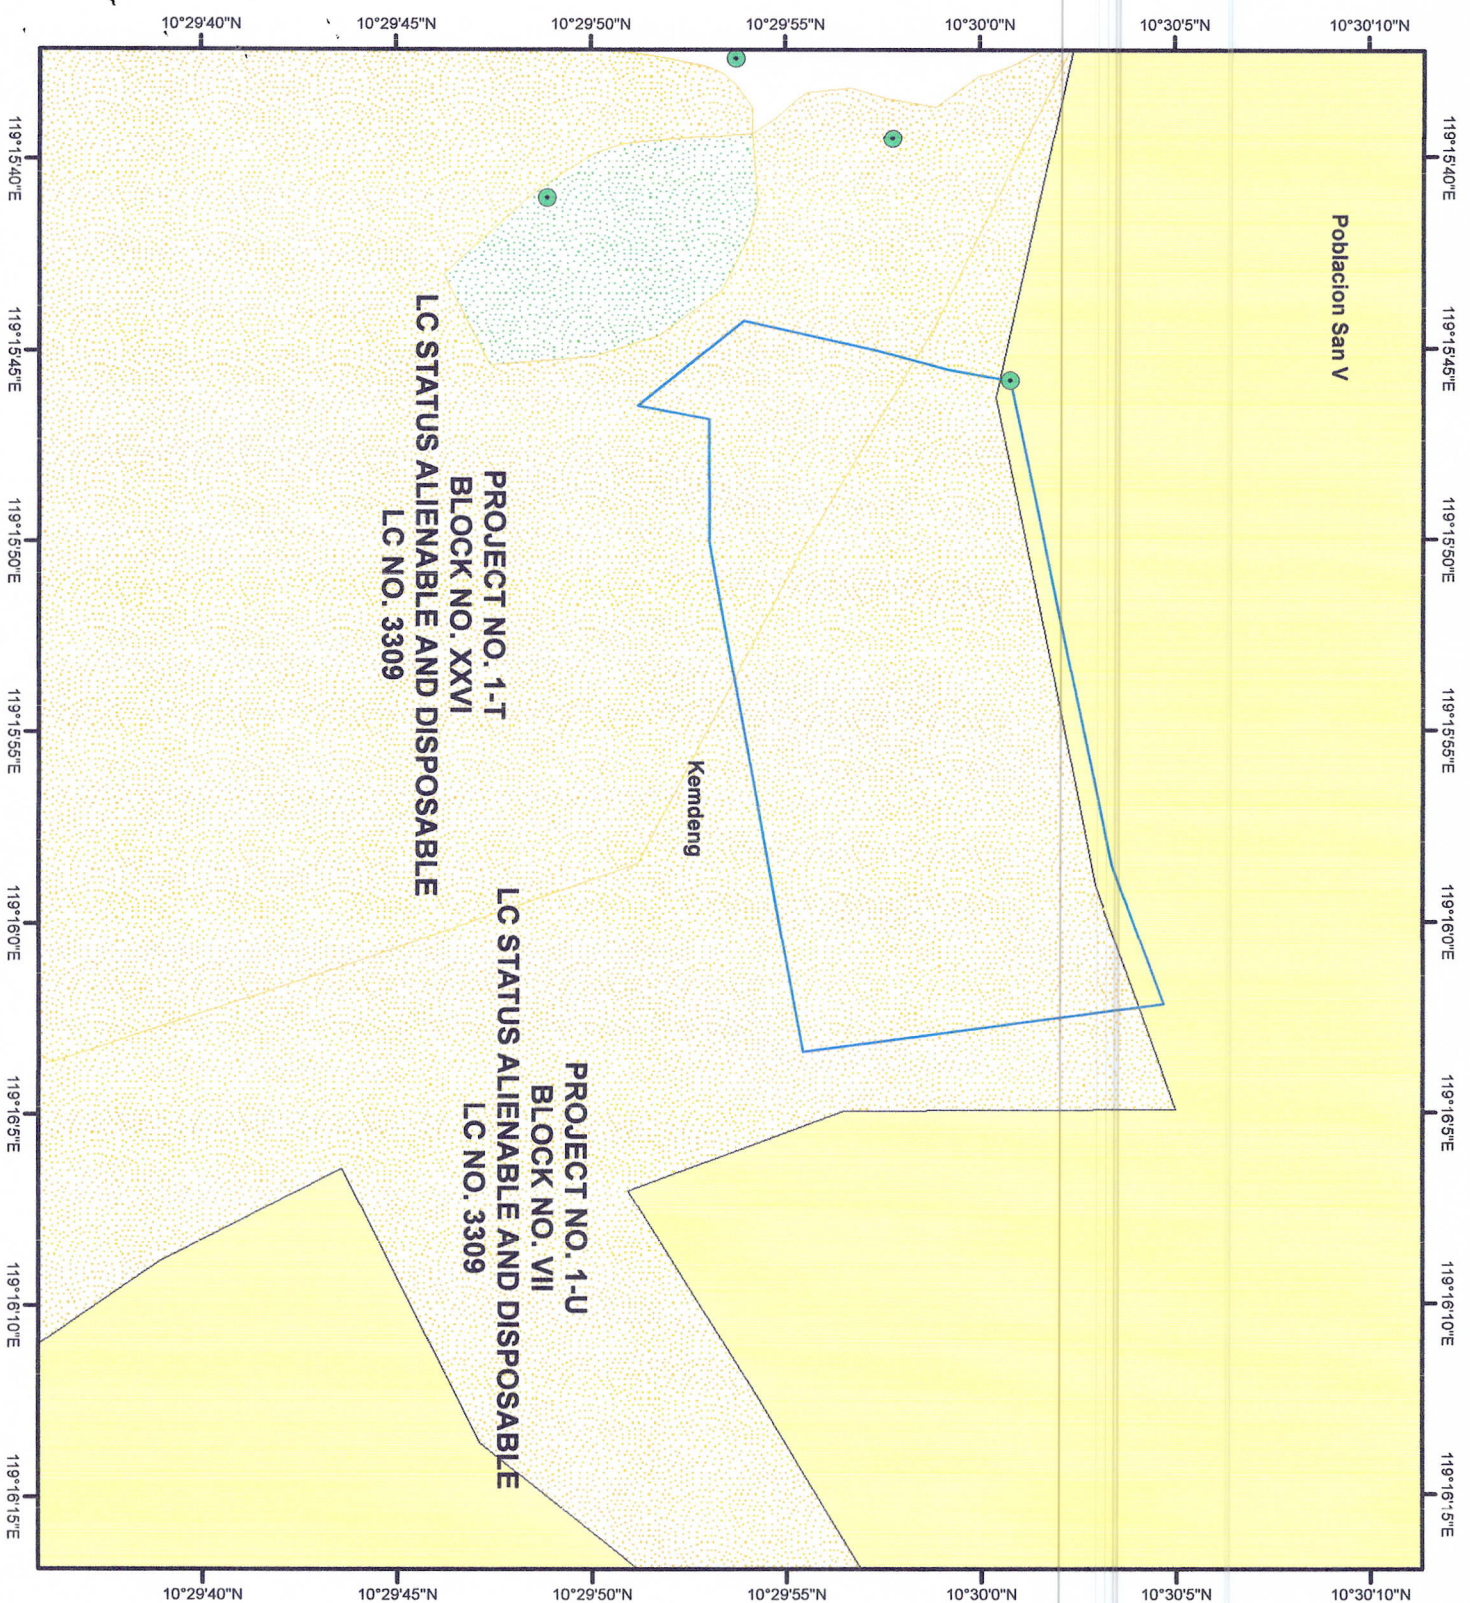 10°29'40"N
10°29'45"N
10°29'50"N
10°29'55"N
10°30'0"N
10°30'5"N
10°30'10"N
119°15'40"E
119°15'45"E
119°15'50"E
119°15'55"E
119°16'0"E
119°16'5"E
119°16'10"E
119°16'15"E
119°15'40"E
119°15'45"E
119°15'50"E
119°15'55"E
119°16'0"E
119°16'5"E
119°16'10"E
119°16'15"E
Poblacion San V
Kemdeng
PROJECT NO. 1-T
BLOCK NO. XXVI
LC STATUS ALIENABLE AND DISPOSABLE
LC NO. 3309
PROJECT NO. 1-U
BLOCK NO. VII
LC STATUS ALIENABLE AND DISPOSABLE
LC NO. 3309
10°29'40"N
10°29'45"N
10°29'50"N
10°29'55"N
10°30'0"N
10°30'5"N
10°30'10"N